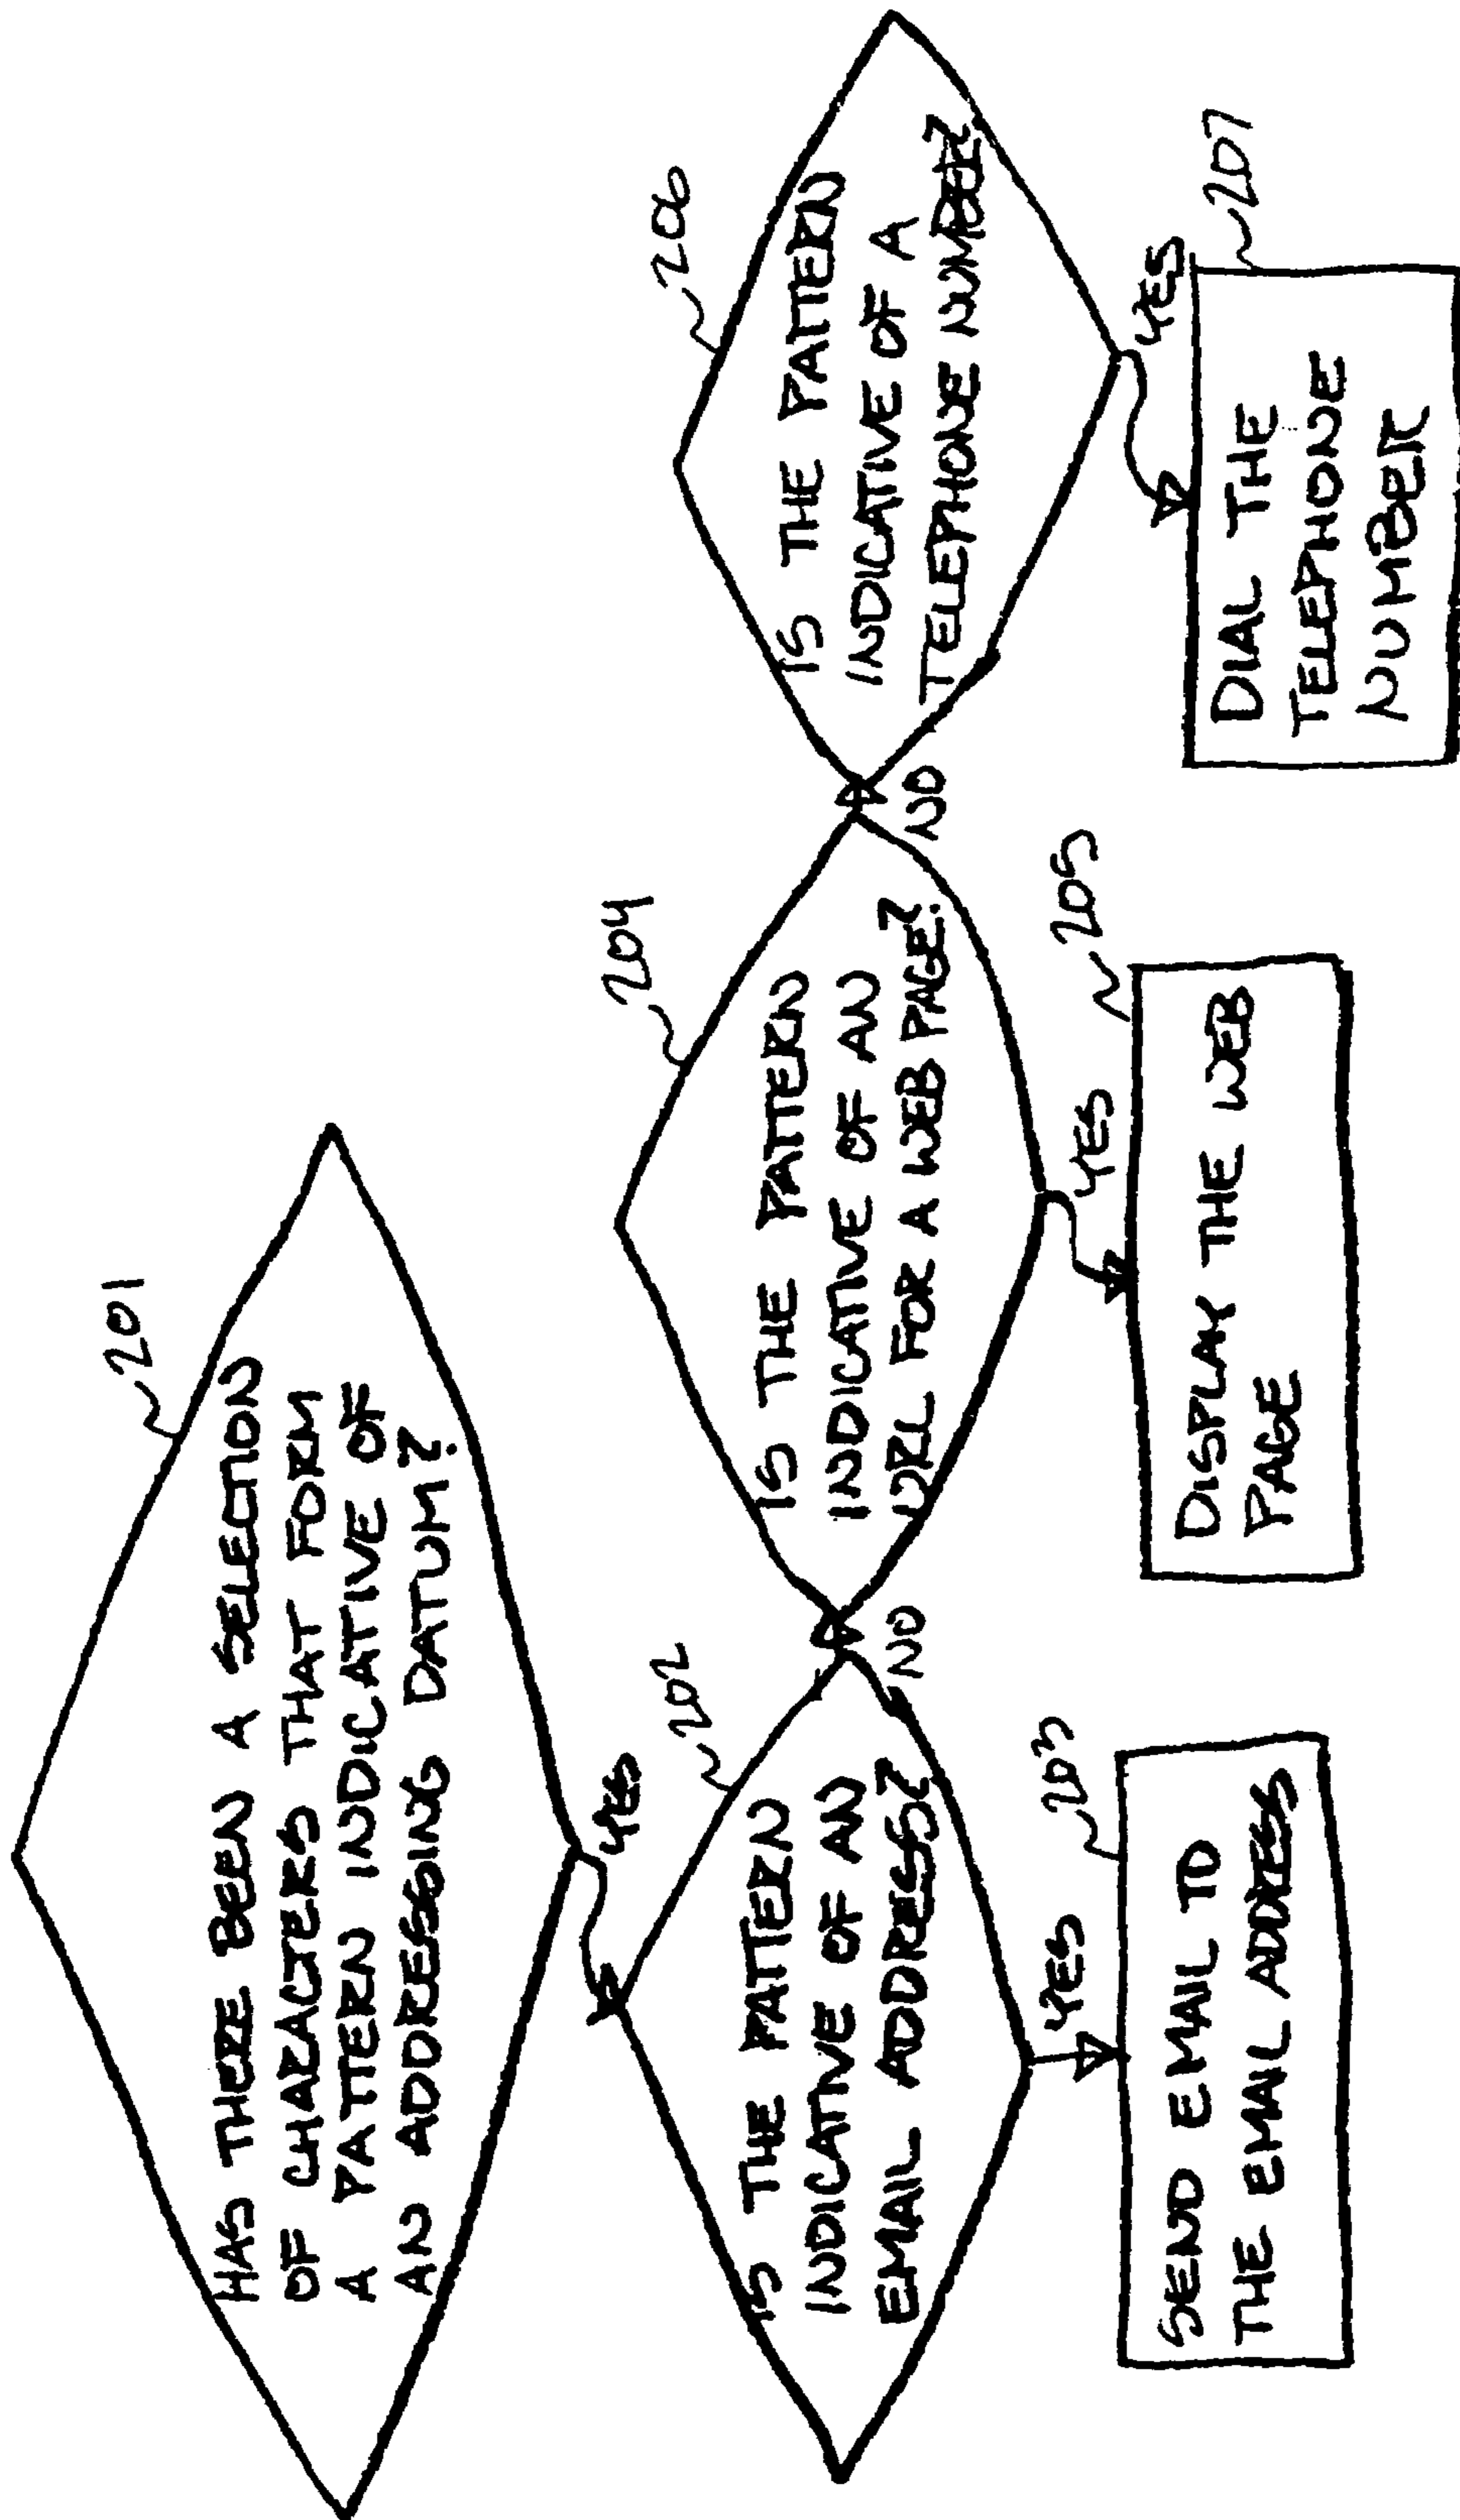 201
HAS THERE BEEN A SELECTION
OF CHARACTERS THAT FORM
A PATTERN INDICATIVE OF
AN ADDRESSING DATUM?
YES
202
IS THE PATTERN
INDICATIVE OF AN
EMAIL ADDRESS?
NO
YES
203
SEND EMAIL TO
THE EMAIL ADDRESS
204
IS THE PATTERN
INDICATIVE OF AN
URL FOR A WEB PAGE?
NO
YES
205
DISPLAY THE WEB
PAGE
206
IS THE PATTERN
INDICATIVE OF A
TELEPHONE NUMBER?
YES
207
DIAL THE
TELEPHONE
NUMBER